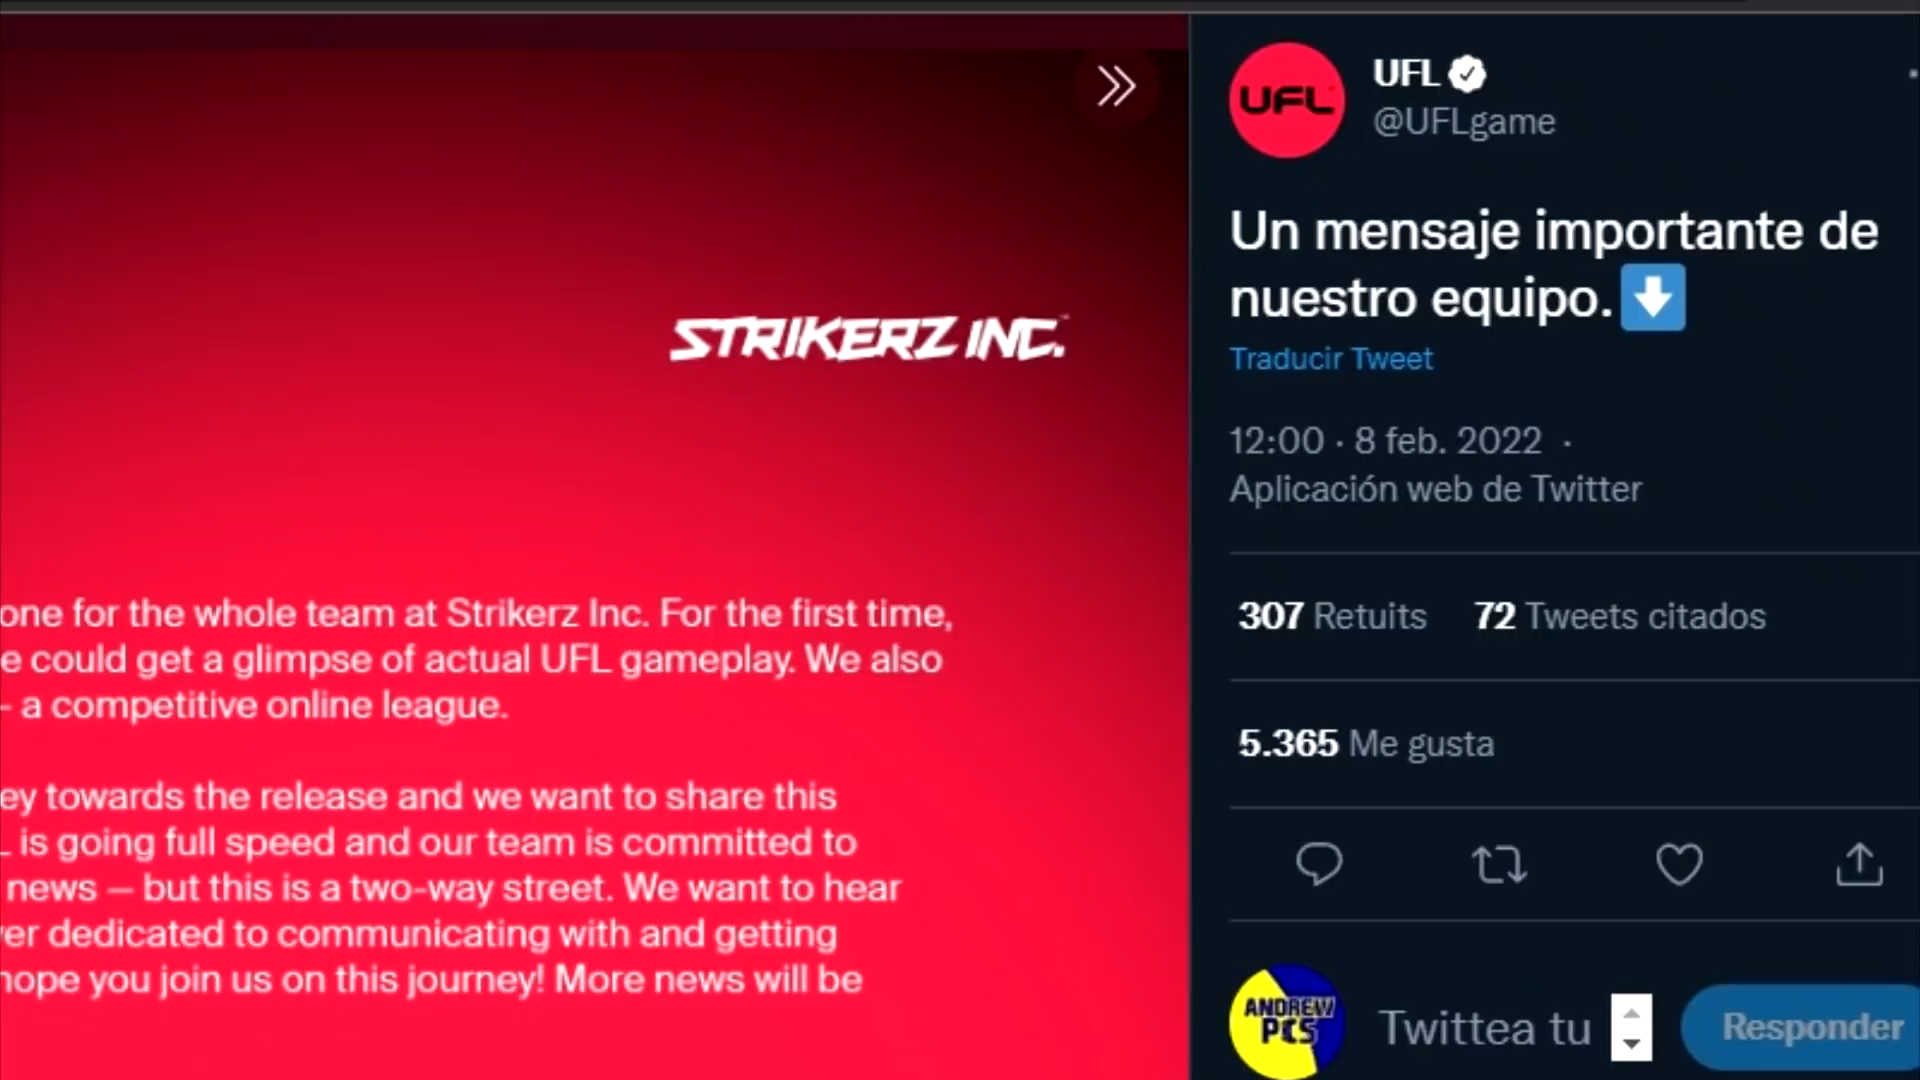 STRIKERZ INC.
one for the whole team at Strikerz Inc. For the first time,
e could get a glimpse of actual UFL gameplay. We also
– a competitive online league.
ey towards the release and we want to share this
is going full speed and our team is committed to
news — but this is a two-way street. We want to hear
er dedicated to communicating with and getting
hope you join us on this journey! More news will be
UFL
UFL
@UFLgame
Un mensaje importante de
nuestro equipo.
Traducir Tweet
12:00 · 8 feb. 2022 ·
Aplicación web de Twitter
307 Retuits 72 Tweets citados
5.365 Me gusta
ANDREW
PCS
Twittea tu
Responder